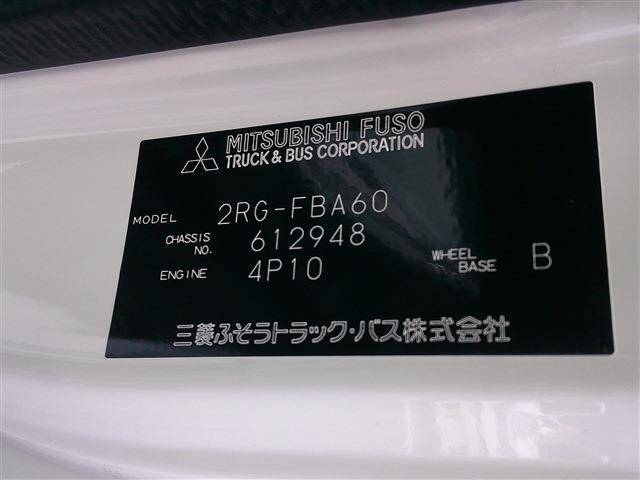 MITSUBISHI FUSO
TRUCK & BUS CORPORATION
MODEL 2RG-FBA60
CHASSIS NO. 612948
ENGINE 4P10
WHEEL BASE B
三菱ふそうトラック・バス株式会社